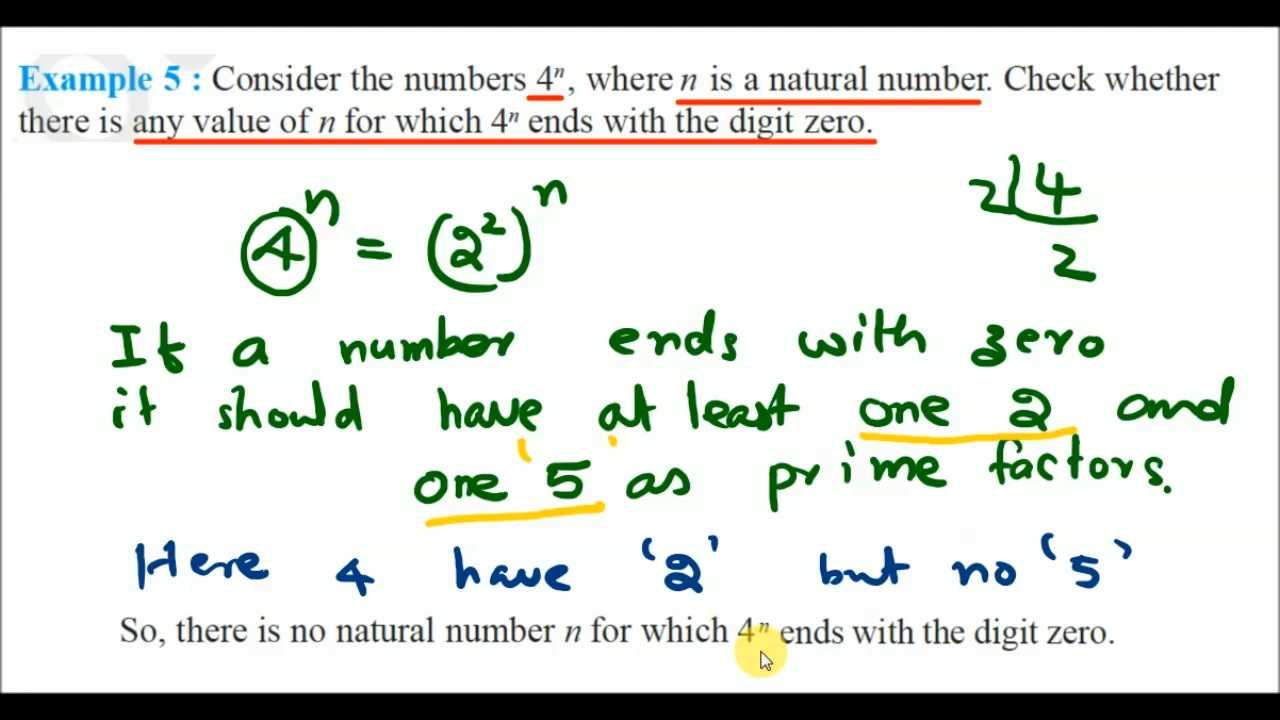 Example 5 : Consider the numbers 4ⁿ, where n is a natural number. Check whether
there is any value of n for which 4ⁿ ends with the digit zero.
4ⁿ = (2²)ⁿ
2 4
2
If a number ends with zero
it should have at least one 2 and
one '5' as prime factors.
Here 4 have '2' but no '5'
So, there is no natural number n for which 4ⁿ ends with the digit zero.